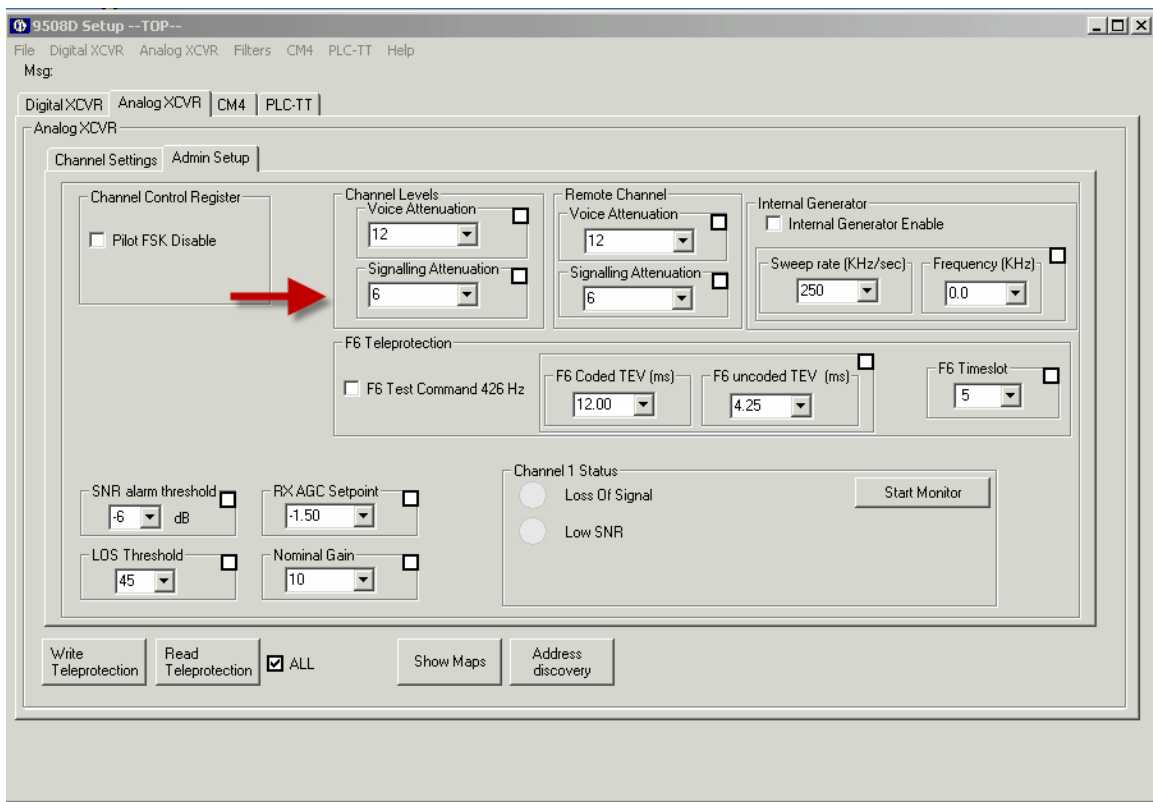 9508D Setup --TOP--
File Digital XCVR Analog XCVR Filters CM4 PLC-TT Help
Msg:
Digital XCVR Analog XCVR CM4 PLC-TT
Analog XCVR
Channel Settings Admin Setup
Channel Control Register
Pilot FSK Disable
Channel Levels
Voice Attenuation
12
Signalling Attenuation
6
Remote Channel
Voice Attenuation
12
Signalling Attenuation
6
Internal Generator
Internal Generator Enable
Sweep rate (KHz/sec)
250
Frequency (KHz)
0.0
F6 Teleprotection
F6 Test Command 426 Hz
F6 Coded TEV (ms)
12.00
F6 uncoded TEV (ms)
4.25
F6 Timeslot
5
SNR alarm threshold
-6 dB
RX AGC Setpoint
-1.50
LOS Threshold
45
Nominal Gain
10
Channel 1 Status
Loss Of Signal
Low SNR
Start Monitor
Write
Teleprotection
Read
Teleprotection
ALL
Show Maps
Address
discovery